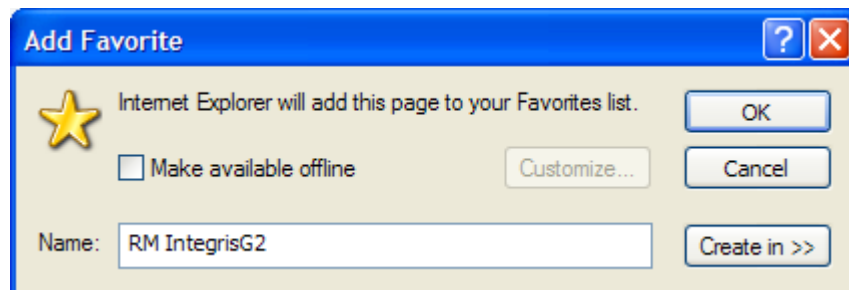 Add Favorite
?
Internet Explorer will add this page to your Favorites list.
OK
Make available offline
Customize...
Cancel
Name:
RM IntegrisG2
Create in >>